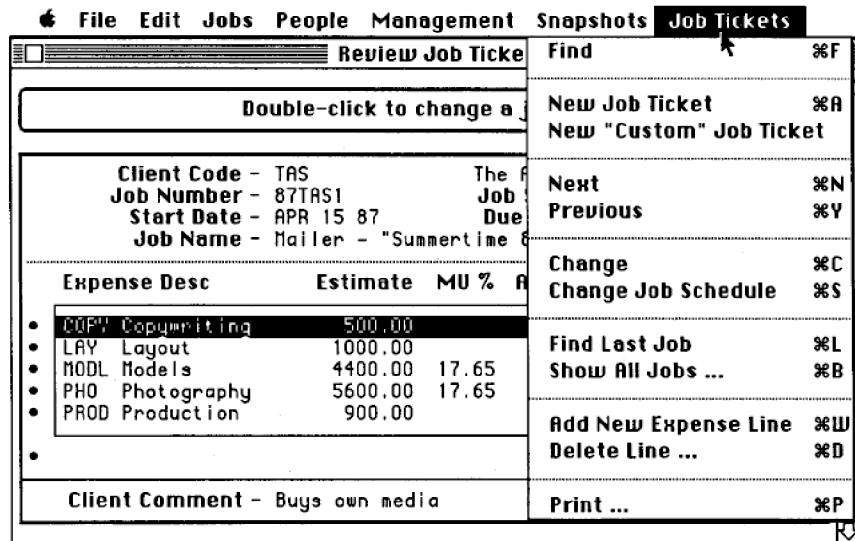 File Edit Jobs People Management Snapshots Job Tickets
Review Job Ticke
Double-click to change a j
Client Code - TAS The
Job Number - 87TAS1 Job
Start Date - APR 15 87 Due
Job Name - Mailer - "Summertime
Expense Desc Estimate MU % A
• COPY Copywriting 500.00
• LAY Layout 1000.00
• MODL Models 4400.00 17.65
• PHO Photography 5600.00 17.65
• PROD Production 900.00
•
Client Comment - Buys own media
Find ⌘F
New Job Ticket ⌘A
New "Custom" Job Ticket
Next ⌘N
Previous ⌘Y
Change ⌘C
Change Job Schedule ⌘S
Find Last Job ⌘L
Show All Jobs ... ⌘B
Add New Expense Line ⌘W
Delete Line ... ⌘D
Print ... ⌘P